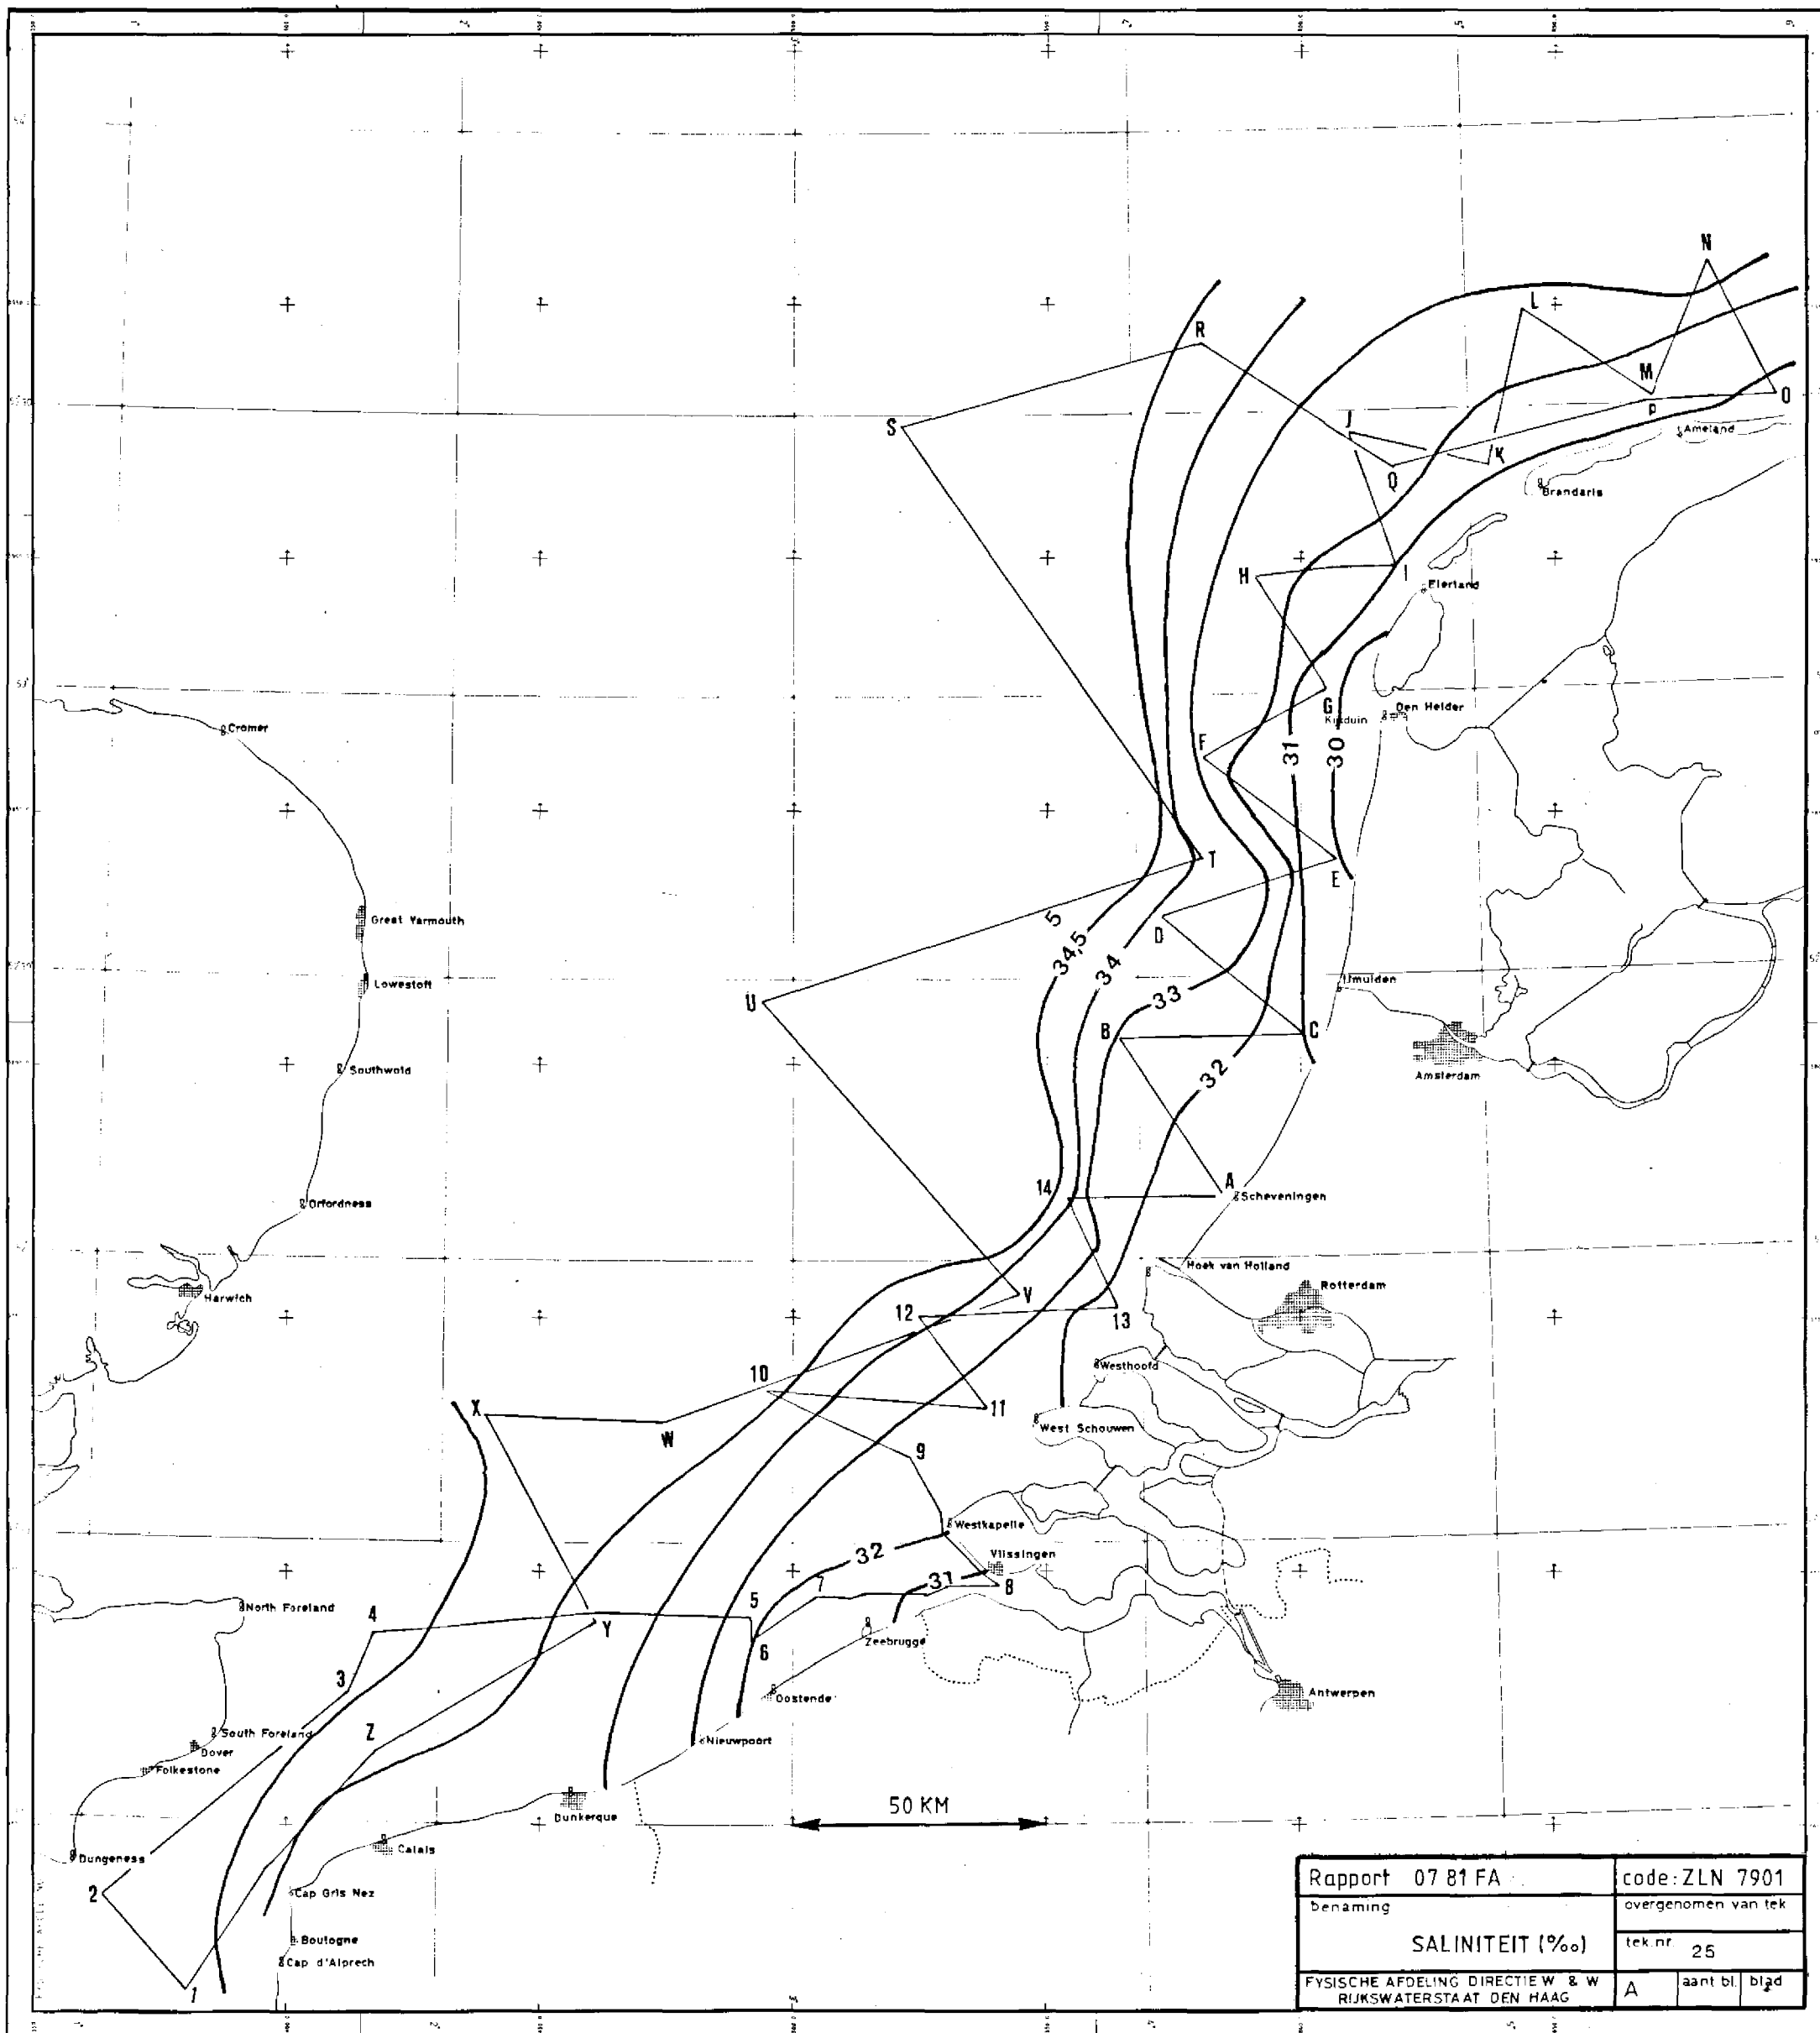 N
L
R
M
O
P
S
J
K
Q
Ameland
Brandaris
H
I
Eierland
G
Kijkduin
Den Helder
Cromer
F
31
30
T
E
Great Yarmouth
5
D
34,5
34
Lowestoft
IJmuiden
U
33
B
C
Southwold
32
Amsterdam
14
A
Scheveningen
Orfordness
Hoek van Holland
Rotterdam
Harwich
V
12
13
Westhoofd
10
X
11
W
West Schouwen
9
Westkapelle
32
Vlissingen
31
7
8
North Foreland
4
5
Y
6
Zeebrugge
3
Oostende
Antwerpen
South Foreland
Z
Dover
Nieuwpoort
Folkestone
50 KM
Dunkerque
Calais
Dungeness
2
Cap Gris Nez
Boulogne
Cap d'Alprech
1
Rapport 07 81 FA
code: ZLN 7901
benaming
overgenomen van tek
SALINITEIT (‰)
tek.nr. 25
FYSISCHE AFDELING DIRECTIE W & W
RIJKSWATERSTAAT DEN HAAG
A
aant bl.
blad